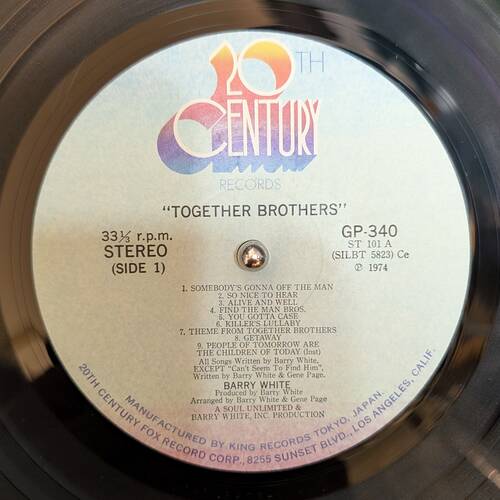 20TH
CENTURY
RECORDS
"TOGETHER BROTHERS"
33⅓ r.p.m.
STEREO
(SIDE 1)
GP-340
ST 101 A
(SILBT 5823) Ce
℗ 1974
1. SOMEBODY'S GONNA OFF THE MAN
2. SO NICE TO HEAR
3. ALIVE AND WELL
4. FIND THE MAN BROS.
5. YOU GOTTA CASE
6. KILLER'S LULLABY
7. THEME FROM TOGETHER BROTHERS
8. GETAWAY
9. PEOPLE OF TOMORROW ARE
THE CHILDREN OF TODAY (Inst)
All Songs Written by Barry White,
EXCEPT "Can't Seem To Find Him",
Written by Barry White & Gene Page.
BARRY WHITE
Produced by Barry White
Arranged by Barry White & Gene Page
A SOUL UNLIMITED &
BARRY WHITE, INC. PRODUCTION
MANUFACTURED BY KING RECORDS TOKYO, JAPAN.
20TH CENTURY FOX RECORD CORP., 8255 SUNSET BLVD., LOS ANGELES, CALIF.